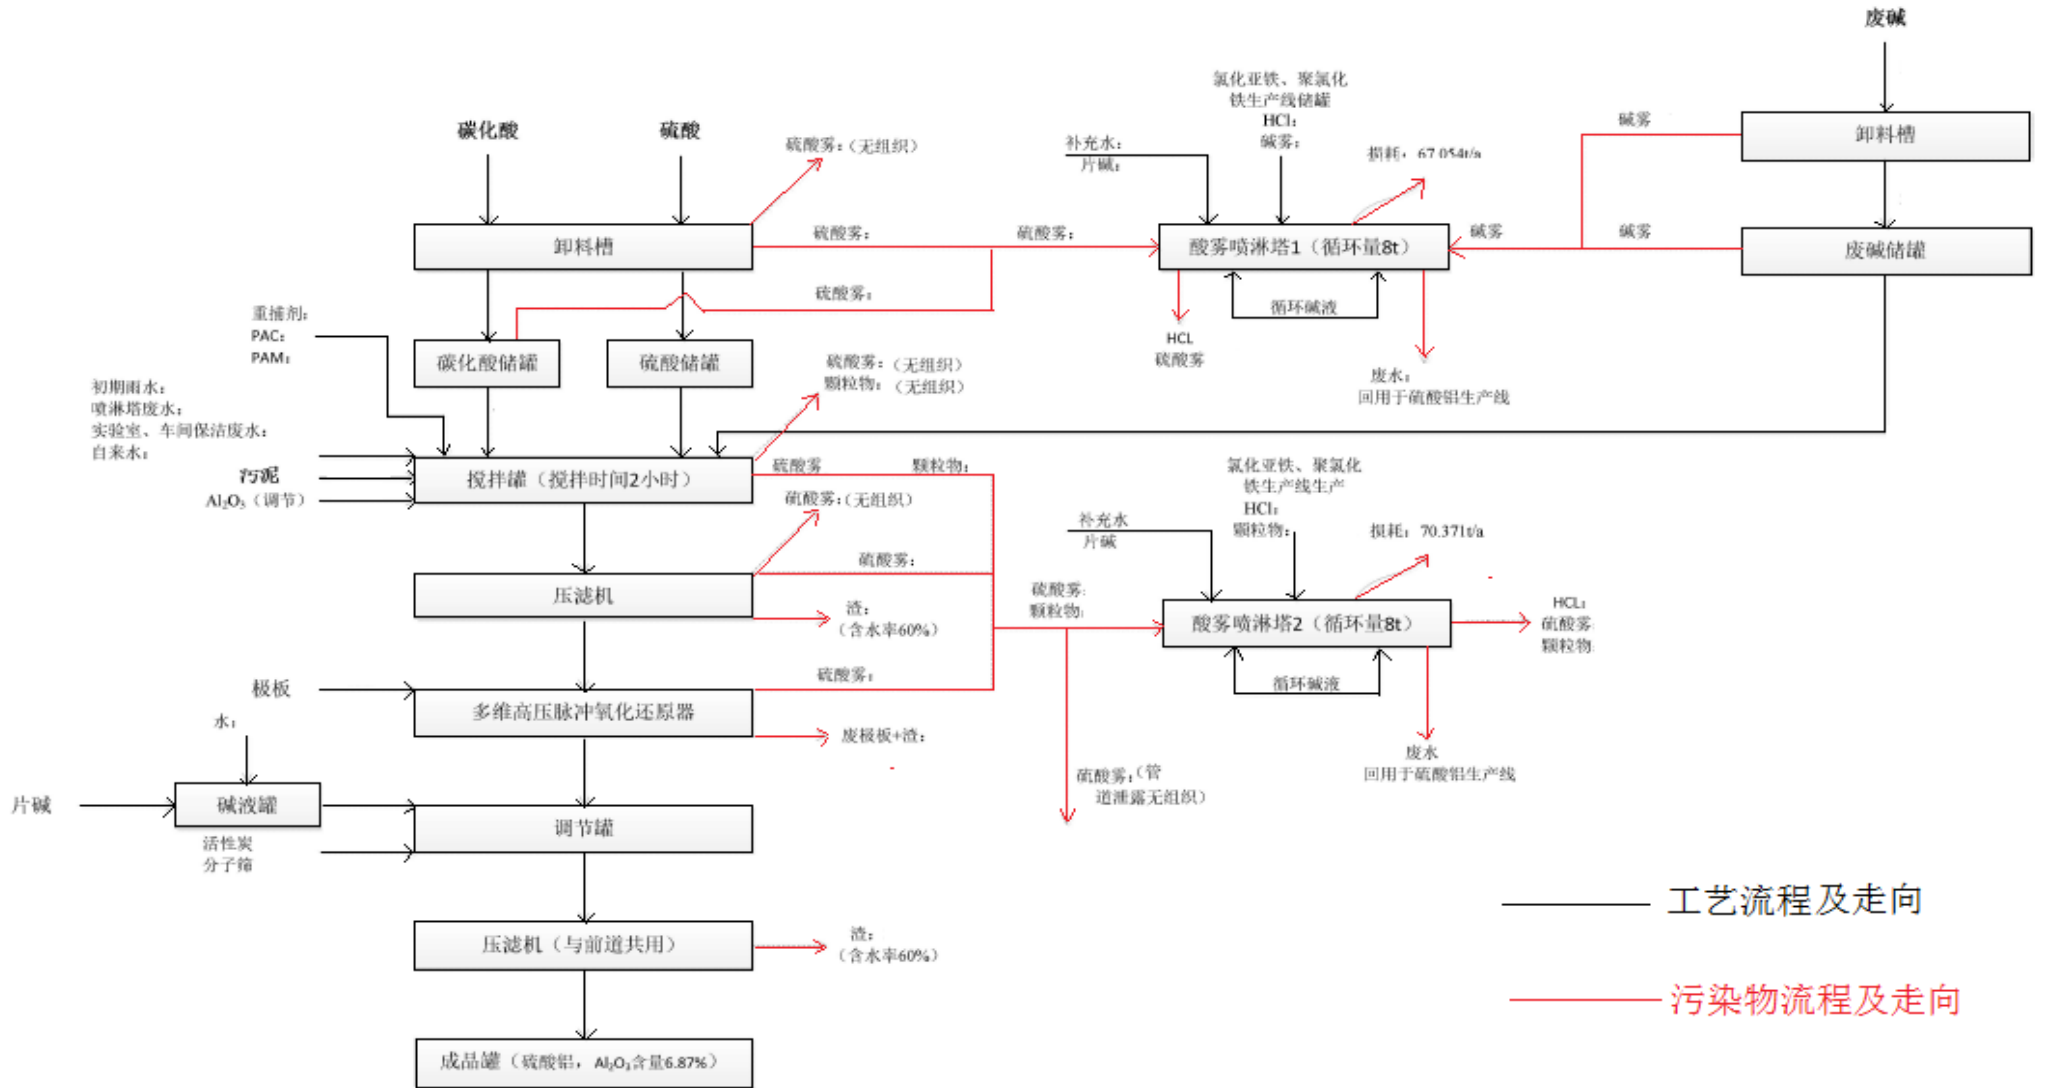 废碱
氯化亚铁、聚氯化
铁生产线储罐
HCl：
碱雾：
碳化酸
硫酸
硫酸雾：（无组织）
补充水：
片碱：
损耗：67.054t/a
碱雾
卸料槽
卸料槽
硫酸雾：
硫酸雾：
酸雾喷淋塔1（循环量8t）
碱雾
碱雾
废碱储罐
硫酸雾：
循环碱液
重捕剂：
PAC：
PAM：
碳化酸储罐
硫酸储罐
HCL
硫酸雾
硫酸雾：（无组织）
颗粒物：（无组织）
废水：
回用于硫酸铝生产线
初期雨水：
喷淋塔废水：
实验室、车间保洁废水：
自来水：
污泥
Al₂O₃（调节）
搅拌罐（搅拌时间2小时）
硫酸雾
颗粒物：
硫酸雾：（无组织）
氯化亚铁、聚氯化
铁生产线生产
HCl：
颗粒物：
补充水
片碱
损耗：70.371t/a
硫酸雾：
压滤机
渣：
（含水率60%）
硫酸雾：
颗粒物：
酸雾喷淋塔2（循环量8t）
HCL：
硫酸雾：
颗粒物：
硫酸雾：
极板
多维高压脉冲氧化还原器
循环碱液
水：
废极板+渣：
废水
回用于硫酸铝生产线
硫酸雾：（管
道泄露无组织）
片碱
碱液罐
调节罐
活性炭
分子筛
工艺流程及走向
压滤机（与前道共用）
渣：
（含水率60%）
污染物流程及走向
成品罐（硫酸铝，Al₂O₃含量6.87%）